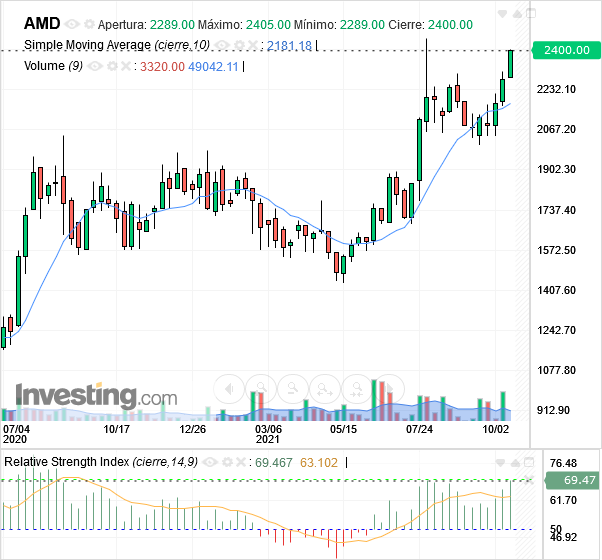 AMD Apertura: 2289.00 Máximo: 2405.00 Mínimo: 2289.00 Cierre: 2400.00
Simple Moving Average (cierre,10) : 2181.18 |
Volume (9) : 3320.00 49042.11 |
2400.00
2232.10
2067.20
1902.30
1737.40
1572.50
1407.60
1242.70
1077.80
912.90
Investing.com
07/04 10/17 12/26 03/06 05/15 07/24 10/02
2020 2021
Relative Strength Index (cierre,14,9) : 69.467 63.102 |
76.48
69.47
61.70
50
46.92